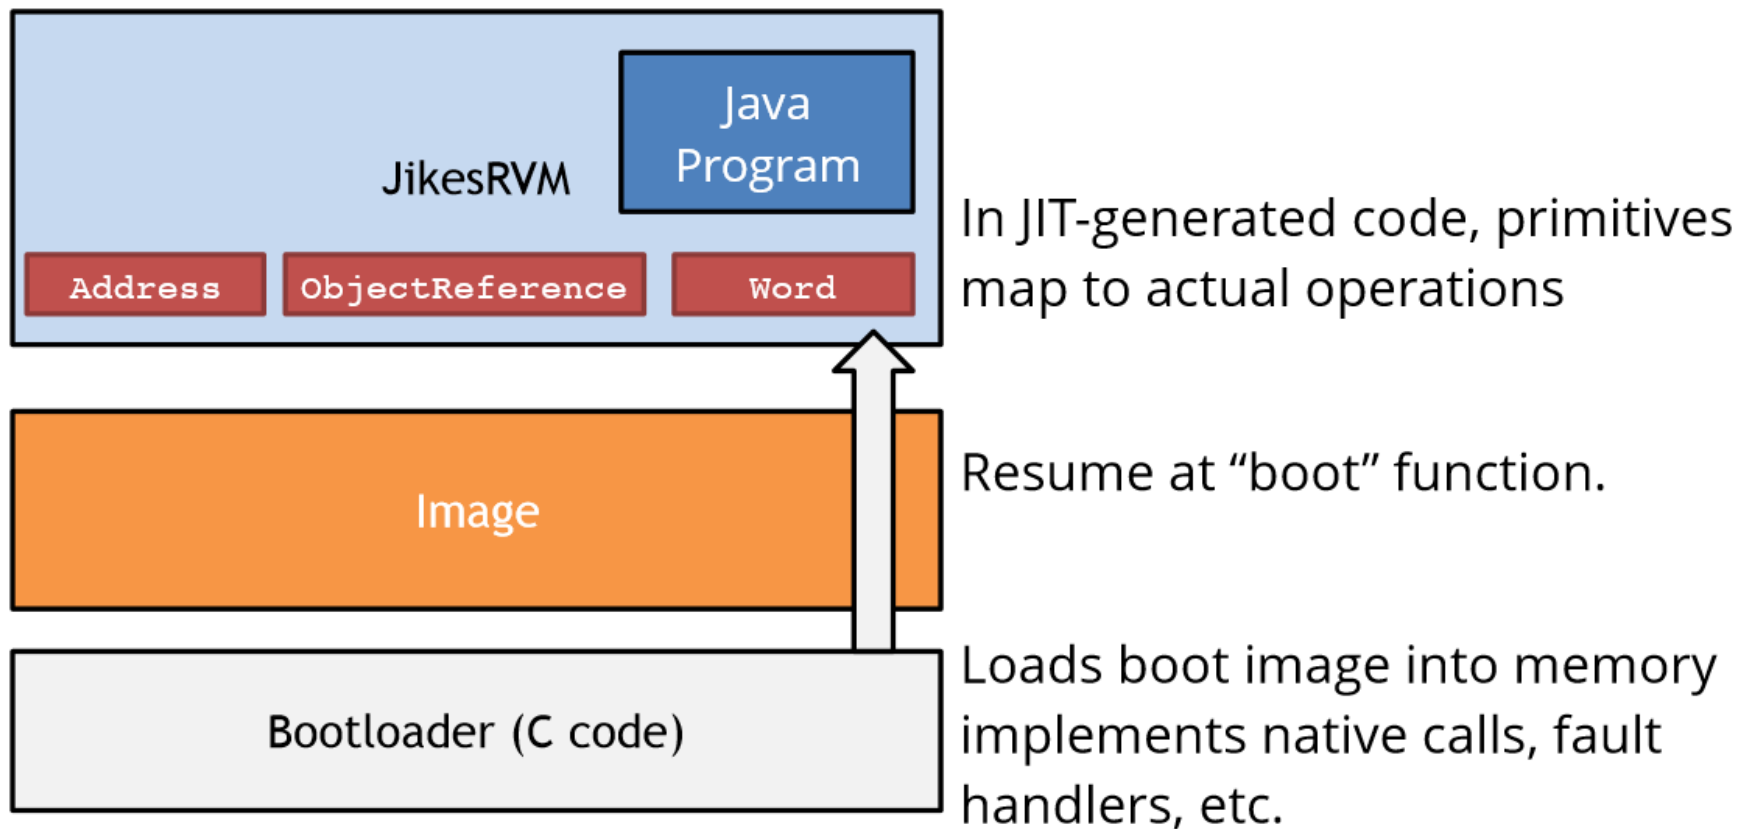 Java
Program
JikesRVM
Address
ObjectReference
Word
In JIT-generated code, primitives
map to actual operations
Image
Resume at “boot” function.
Bootloader (C code)
Loads boot image into memory
implements native calls, fault
handlers, etc.